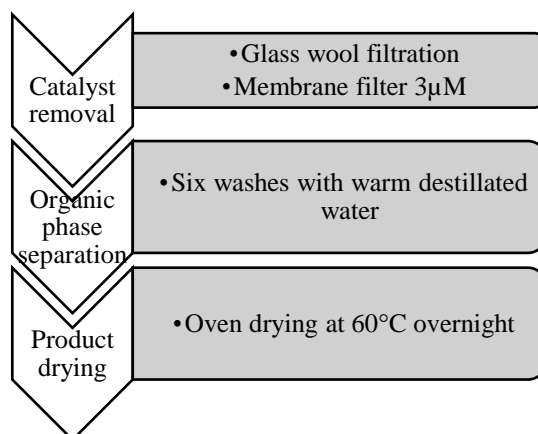 Catalyst
removal
•Glass wool filtration
•Membrane filter 3µM
Organic
phase
separation
•Six washes with warm destillated
water
Product
drying
•Oven drying at 60°C overnight